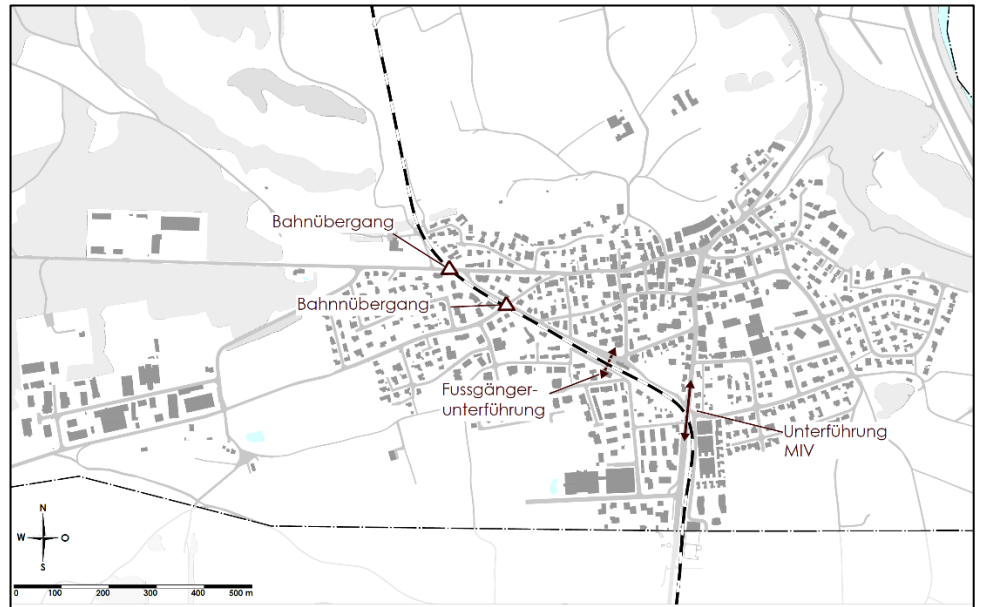 Bahnübergang
Bahnnübergang
Fussgänger-
unterführung
Unterführung
MIV
N
W O
S
0 100 200 300 400 500 m